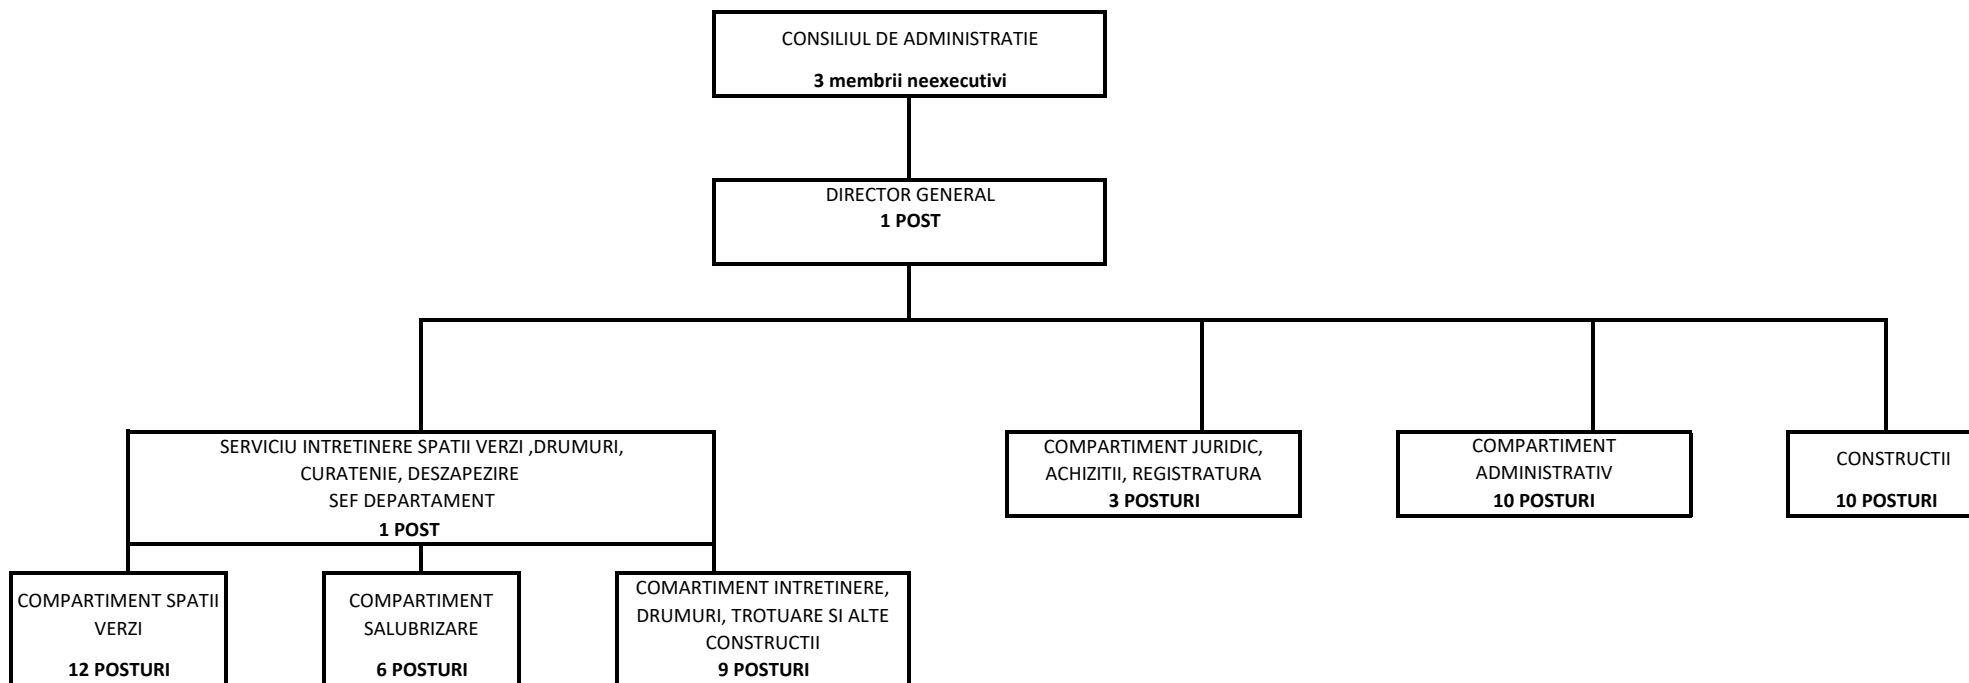 CONSILIUL DE ADMINISTRATIE
3 membrii neexecutivi
DIRECTOR GENERAL
1 POST
SERVICIU INTRETINERE SPATII VERZI ,DRUMURI,
CURATENIE, DESZAPEZIRE
SEF DEPARTAMENT
1 POST
COMPARTIMENT JURIDIC,
ACHIZITII, REGISTRATURA
3 POSTURI
COMPARTIMENT
ADMINISTRATIV
10 POSTURI
CONSTRUCTII
10 POSTURI
COMPARTIMENT SPATII
VERZI
12 POSTURI
COMPARTIMENT
SALUBRIZARE
6 POSTURI
COMARTIMENT INTRETINERE,
DRUMURI, TROTUARE SI ALTE
CONSTRUCTII
9 POSTURI